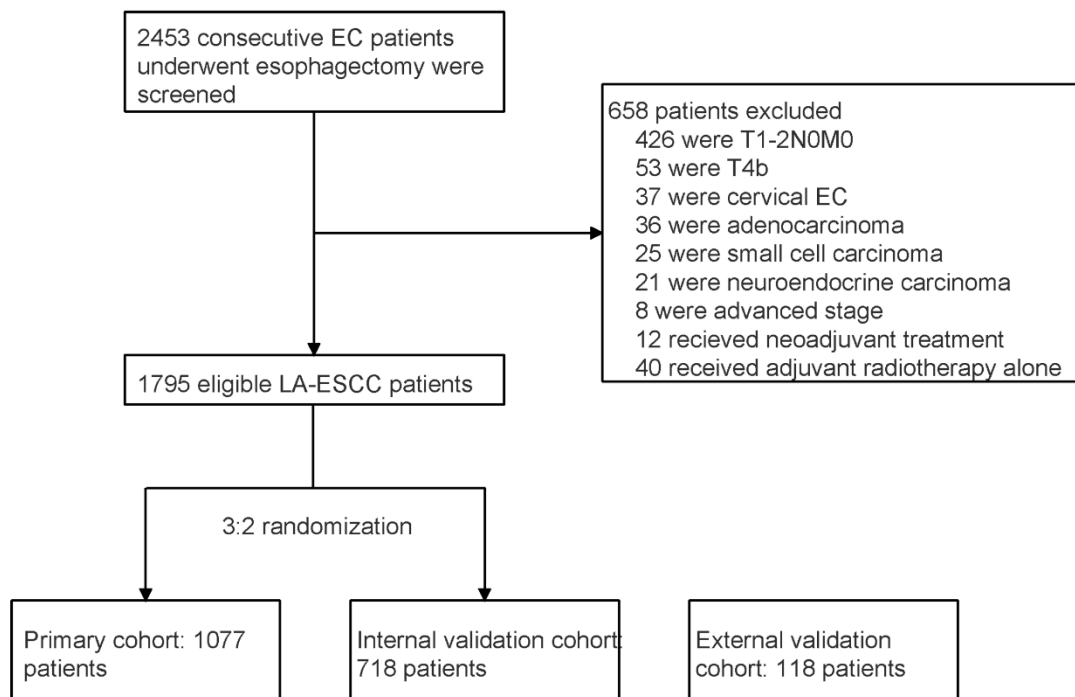 2453 consecutive EC patients
underwent esophagectomy were
screened
658 patients excluded
426 were T1-2N0M0
53 were T4b
37 were cervical EC
36 were adenocarcinoma
25 were small cell carcinoma
21 were neuroendocrine carcinoma
8 were advanced stage
12 recieved neoadjuvant treatment
40 received adjuvant radiotherapy alone
1795 eligible LA-ESCC patients
3:2 randomization
Primary cohort: 1077
patients
Internal validation cohort:
718 patients
External validation
cohort: 118 patients